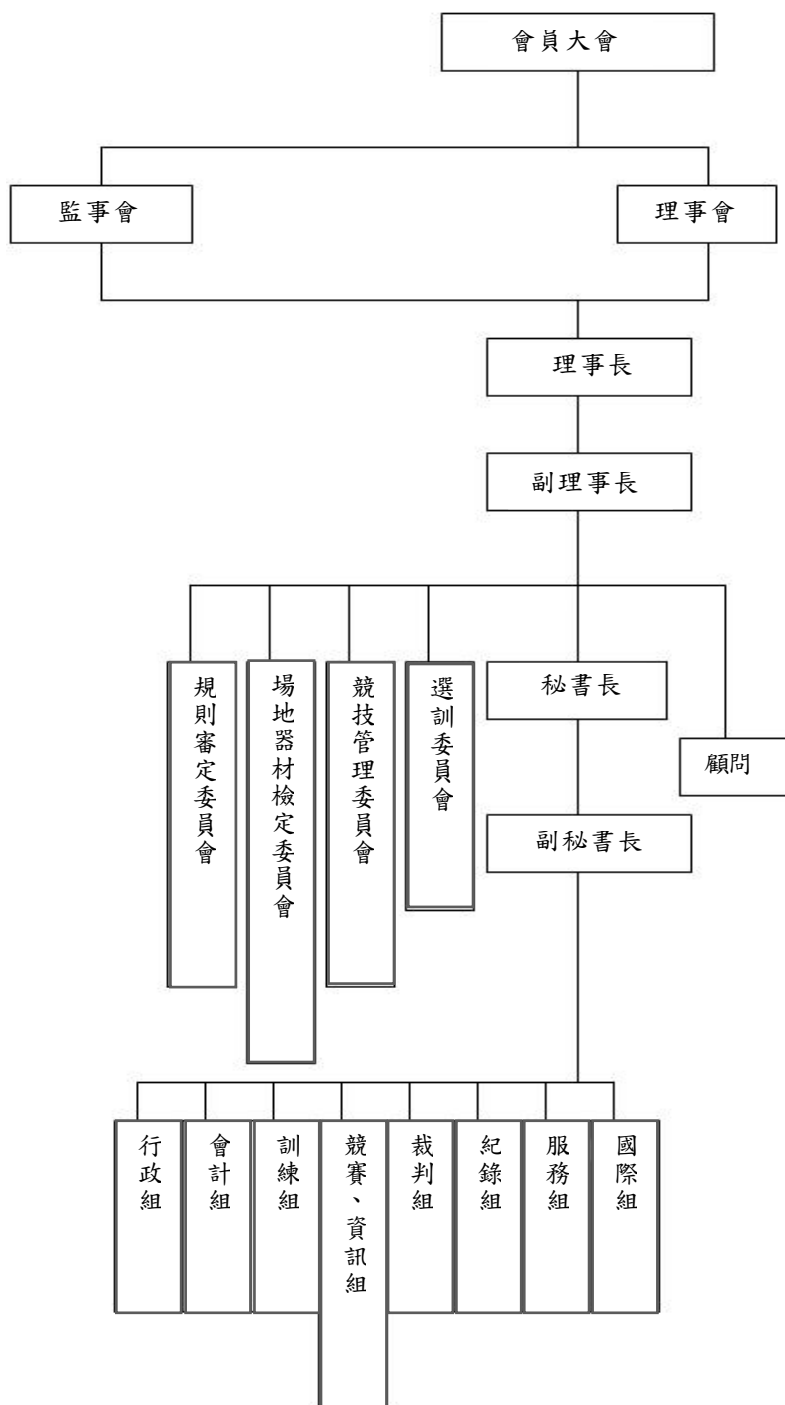 會員大會
監事會
理事會
理事長
副理事長
規則審定委員會
場地器材檢定委員會
競技管理委員會
選訓委員會
秘書長
顧問
副秘書長
行政組
會計組
訓練組
競賽、資訊組
裁判組
紀錄組
服務組
國際組